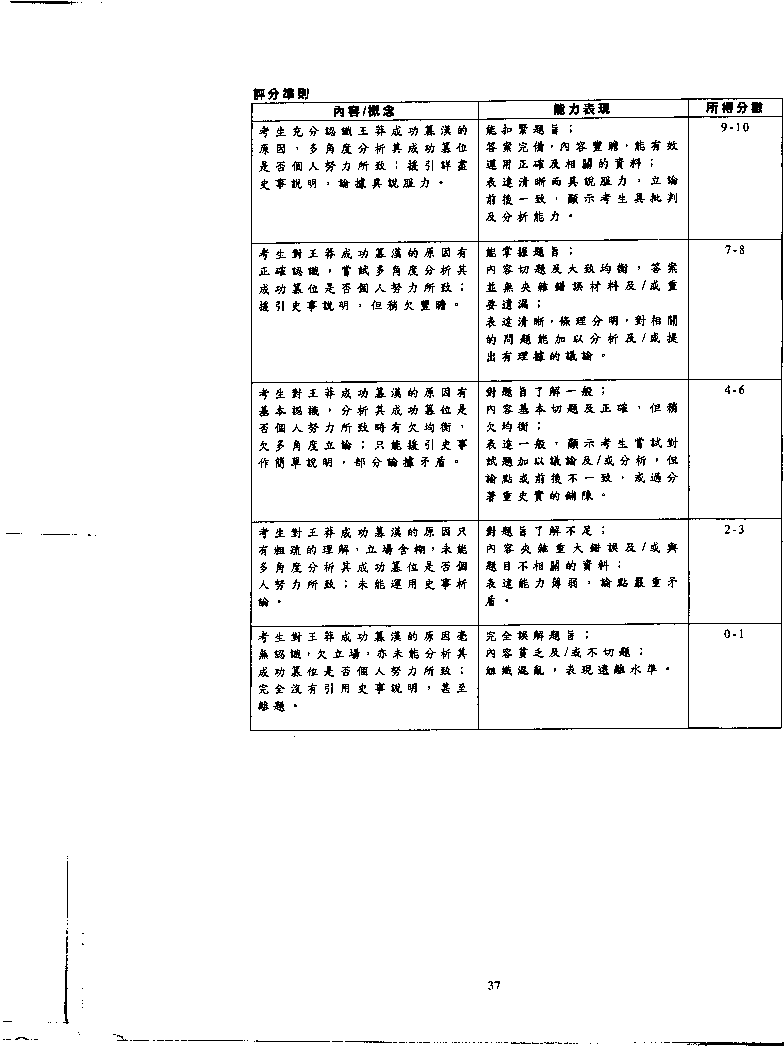 評分準則
內容/概念
能力表現
所得分數
考生充分認識王莽成功篡漢的
原因，多角度分析其成功篡位
是否個人努力所致；援引詳盡
史事說明，論據具說服力。
能扣緊題旨；
答案完備，內容豐贍，能有效
運用正確及相關的資料；
表達清晰而具說服力，立論
前後一致，顯示考生具批判
及分析能力。
9-10
考生對王莽成功篡漢的原因有
正確認識，嘗試多角度分析其
成功篡位是否個人努力所致；
援引史事說明，但稍欠豐贍。
能掌握題旨；
內容切題及大致均衡，答案
並無夾雜錯誤材料及/或重
要遺漏；
表達清晰，條理分明，對相關
的問題能加以分析及/或提
出有理據的議論。
7-8
考生對王莽成功篡漢的原因有
基本認識，分析其成功篡位是
否個人努力所致時有欠均衡，
欠多角度立論；只能援引史事
作簡單說明，部分論據矛盾。
對題旨了解一般；
內容基本切題及正確，但稍
欠均衡；
表達一般，顯示考生嘗試對
試題加以議論及/或分析，但
論點或前後不一致，或過分
著重史實的鋪陳。
4-6
考生對王莽成功篡漢的原因只
有粗疏的理解，立場含糊，未能
多角度分析其成功篡位是否個
人努力所致；未能運用史事析
論。
對題旨了解不足；
內容夾雜重大錯誤及/或與
題目不相關的資料；
表達能力薄弱，論點嚴重矛
盾。
2-3
考生對王莽成功篡漢的原因毫
無認識，欠立場，亦未能分析其
成功篡位是否個人努力所致；
完全沒有引用史事說明，甚至
離題。
完全誤解題旨；
內容貧乏及/或不切題；
組織混亂，表現遠離水準。
0-1
37